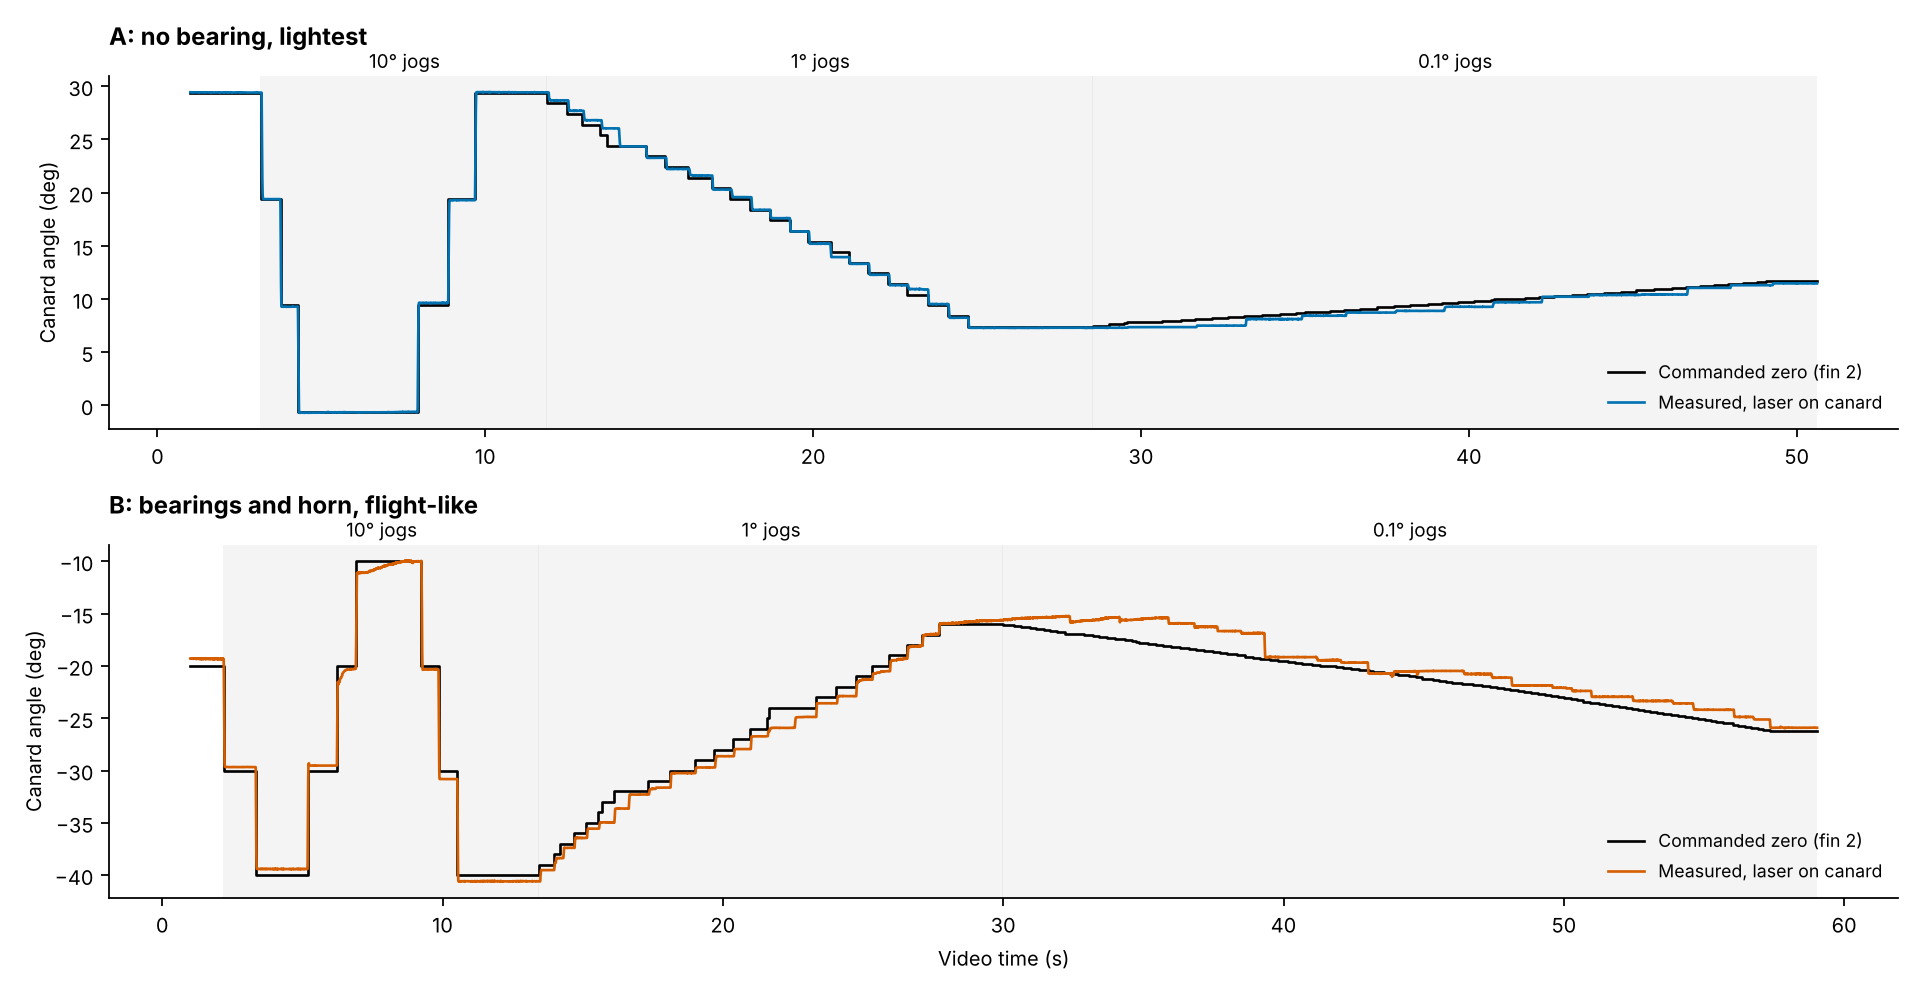 A: no bearing, lightest
10° jogs 1° jogs 0.1° jogs
30
25
20
15
10
5
0
Canard angle (deg)
Commanded zero (fin 2)
Measured, laser on canard
0 10 20 30 40 50
B: bearings and horn, flight-like
10° jogs 1° jogs 0.1° jogs
−10
−15
−20
−25
−30
−35
−40
Canard angle (deg)
Commanded zero (fin 2)
Measured, laser on canard
0 10 20 30 40 50 60
Video time (s)